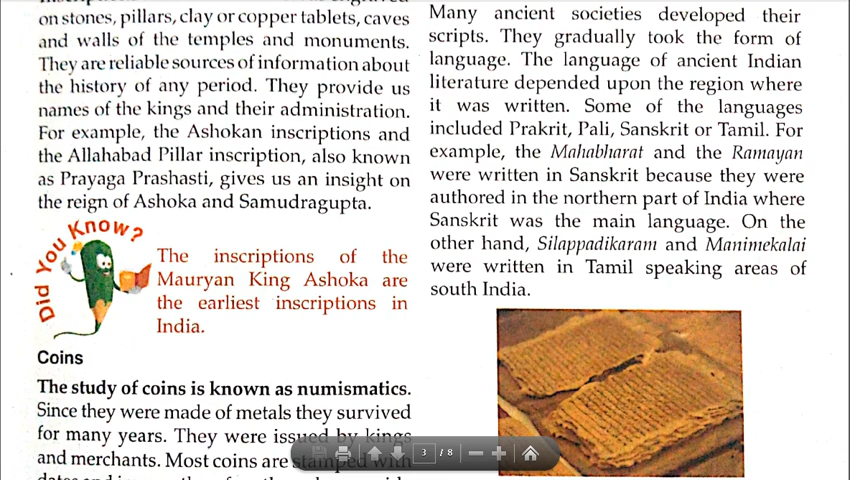 on stones, pillars, clay or copper tablets, caves
and walls of the temples and monuments.
They are reliable sources of information about
the history of any period. They provide us
names of the kings and their administration.
For example, the Ashokan inscriptions and
the Allahabad Pillar inscription, also known
as Prayaga Prashasti, gives us an insight on
the reign of Ashoka and Samudragupta.
Did You Know?
The inscriptions of the
Mauryan King Ashoka are
the earliest inscriptions in
India.
Coins
The study of coins is known as numismatics.
Since they were made of metals they survived
for many years. They were issued by kings
and merchants. Most coins are stamped with
Many ancient societies developed their
scripts. They gradually took the form of
language. The language of ancient Indian
literature depended upon the region where
it was written. Some of the languages
included Prakrit, Pali, Sanskrit or Tamil. For
example, the Mahabharat and the Ramayan
were written in Sanskrit because they were
authored in the northern part of India where
Sanskrit was the main language. On the
other hand, Silappadikaram and Manimekalai
were written in Tamil speaking areas of
south India.
3 / 8